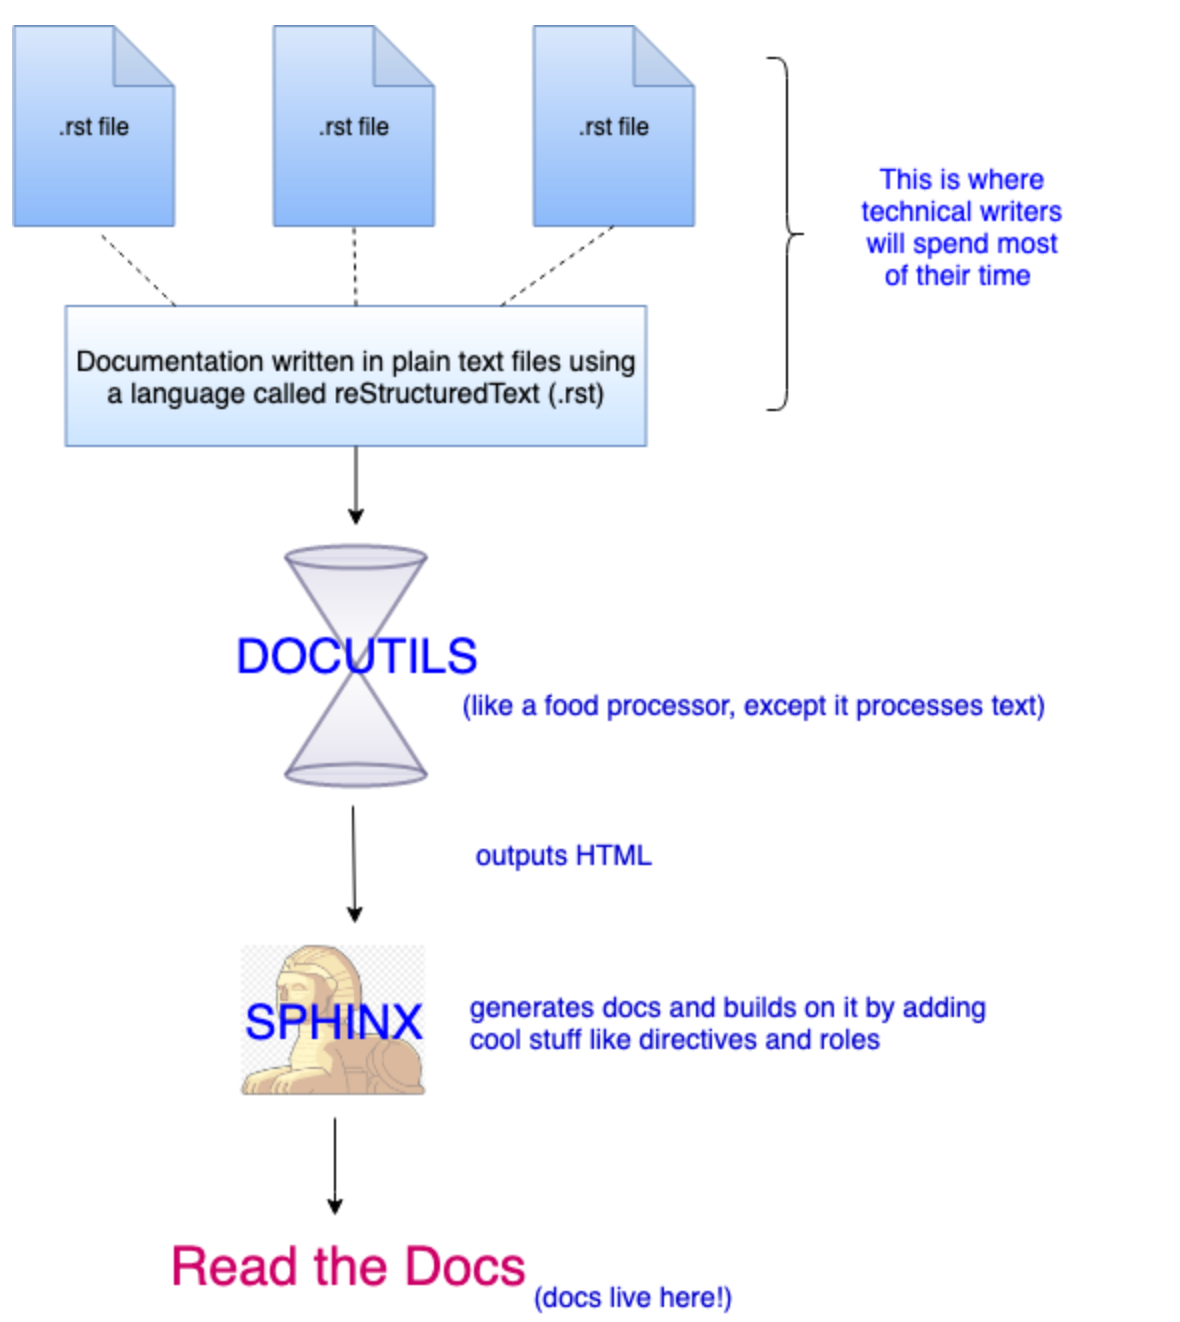 .rst file
.rst file
.rst file
This is where
technical writers
will spend most
of their time
Documentation written in plain text files using
a language called reStructuredText (.rst)
DOCUTILS
(like a food processor, except it processes text)
outputs HTML
SPHINX
generates docs and builds on it by adding
cool stuff like directives and roles
Read the Docs
(docs live here!)